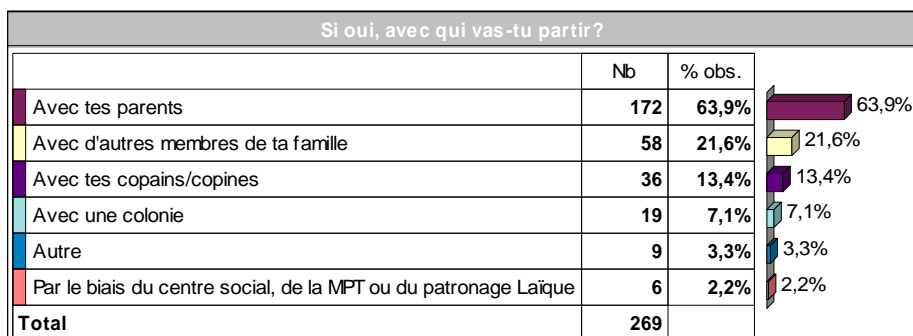 Si oui, avec qui vas-tu partir?
Nb % obs.
Avec tes parents 172 63,9% 63,9%
Avec d'autres membres de ta famille 58 21,6% 21,6%
Avec tes copains/copines 36 13,4% 13,4%
Avec une colonie 19 7,1% 7,1%
Autre 9 3,3% 3,3%
Par le biais du centre social, de la MPT ou du patronage Laïque 6 2,2% 2,2%
Total 269